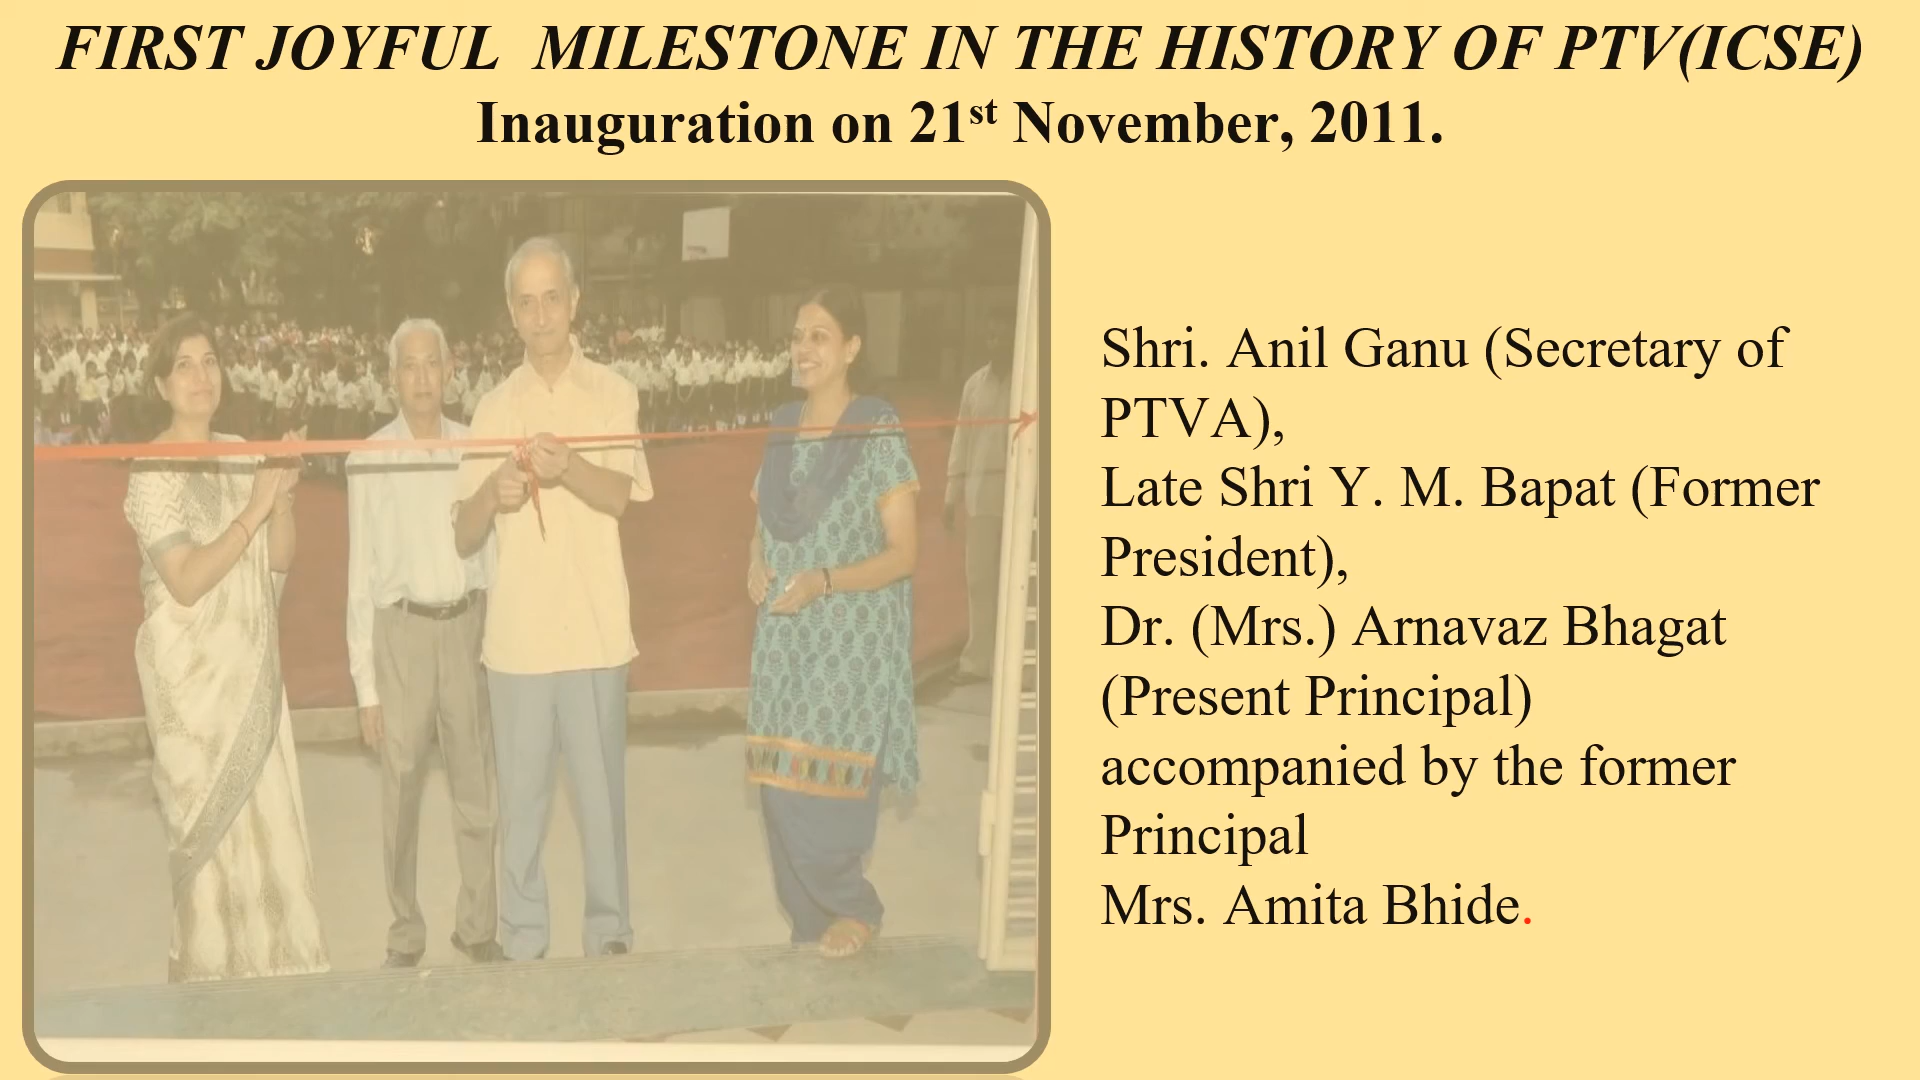 FIRST JOYFUL MILESTONE IN THE HISTORY OF PTV(ICSE)
Inauguration on 21st November, 2011.
Shri. Anil Ganu (Secretary of
PTVA),
Late Shri Y. M. Bapat (Former
President),
Dr. (Mrs.) Arnavaz Bhagat
(Present Principal)
accompanied by the former
Principal
Mrs. Amita Bhide.